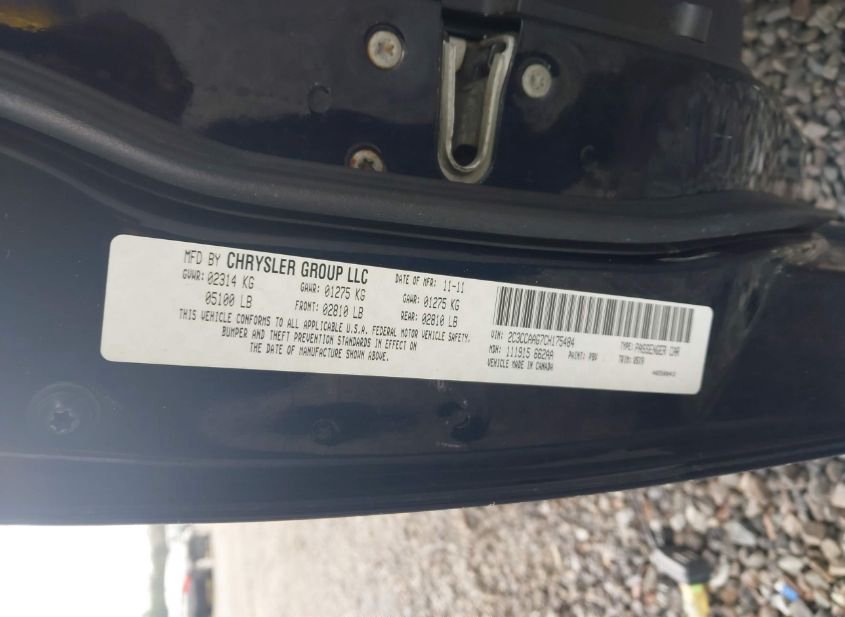 MFD BY CHRYSLER GROUP LLC
DATE OF MFR: 11-11
GVWR: 02314 KG
GAWR: 01275 KG
GAWR: 01275 KG
05100 LB
FRONT: 02810 LB
REAR: 02810 LB
THIS VEHICLE CONFORMS TO ALL APPLICABLE U.S.A. FEDERAL MOTOR VEHICLE SAFETY,
BUMPER AND THEFT PREVENTION STANDARDS IN EFFECT ON
THE DATE OF MANUFACTURE SHOWN ABOVE.
VIN: 2C3CCAAG7CH175484
TYPE: PASSENGER CAR
MDH: 111915 662AA
PAINT: PBV
TRIM:
VEHICLE MADE IN CANADA